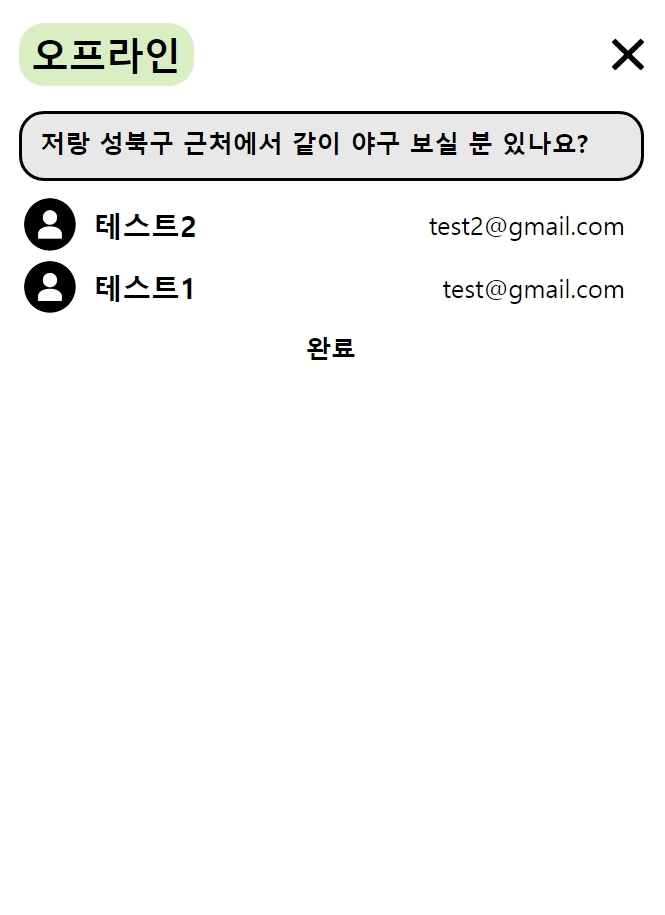 오프라인
저랑 성북구 근처에서 같이 야구 보실 분 있나요?
테스트2 test2@gmail.com
테스트1 test@gmail.com
완료